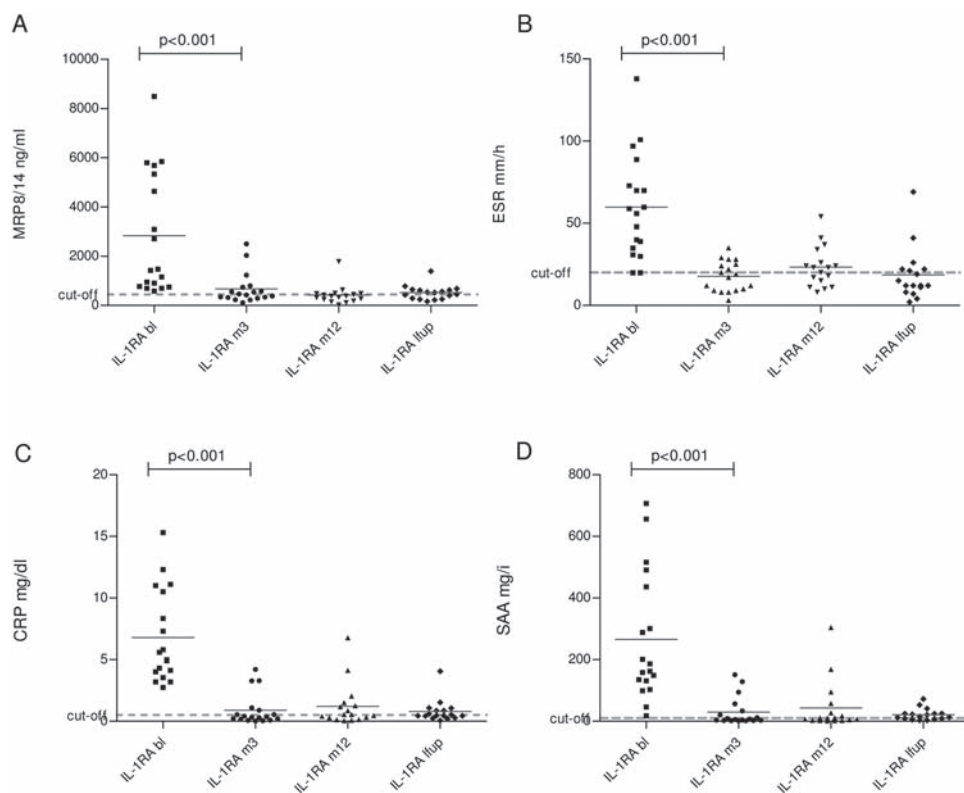 A
p<0.001
MRP8/14 ng/ml
10000
8000
6000
4000
2000
cut-off
0
IL-1RA bl
IL-1RA m3
IL-1RA m12
IL-1RA lfup
B
p<0.001
ESR mm/h
150
100
50
cut-off
0
IL-1RA bl
IL-1RA m3
IL-1RA m12
IL-1RA lfup
C
p<0.001
CRP mg/dl
20
15
10
5
cut-off
0
IL-1RA bl
IL-1RA m3
IL-1RA m12
IL-1RA lfup
D
p<0.001
SAA mg/i
800
600
400
200
cut-off
0
IL-1RA bl
IL-1RA m3
IL-1RA m12
IL-1RA lfup